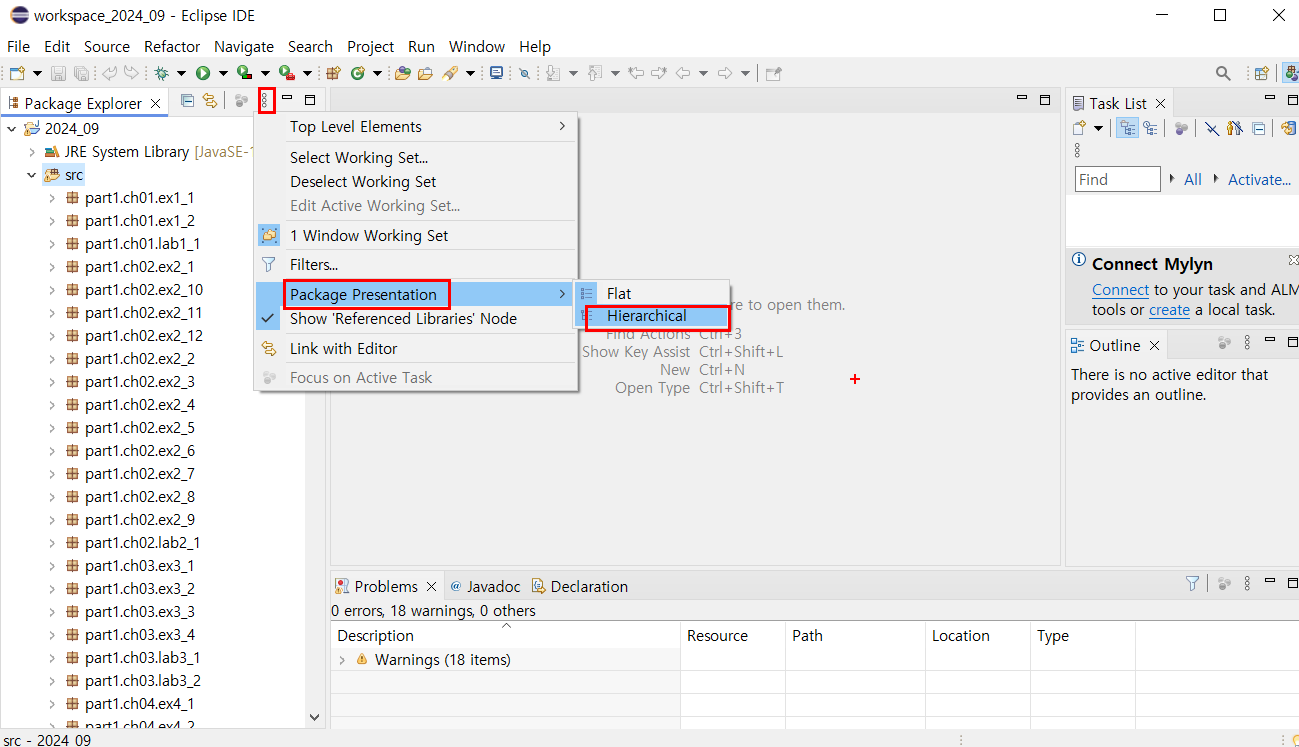 workspace_2024_09 - Eclipse IDE
File Edit Source Refactor Navigate Search Project Run Window Help
Package Explorer
2024_09
JRE System Library [JavaSE-1
src
part1.ch01.ex1_1
part1.ch01.ex1_2
part1.ch01.lab1_1
part1.ch02.ex2_1
part1.ch02.ex2_10
part1.ch02.ex2_11
part1.ch02.ex2_12
part1.ch02.ex2_2
part1.ch02.ex2_3
part1.ch02.ex2_4
part1.ch02.ex2_5
part1.ch02.ex2_6
part1.ch02.ex2_7
part1.ch02.ex2_8
part1.ch02.ex2_9
part1.ch02.lab2_1
part1.ch03.ex3_1
part1.ch03.ex3_2
part1.ch03.ex3_3
part1.ch03.ex3_4
part1.ch03.lab3_1
part1.ch03.lab3_2
part1.ch04.ex4_1
part1.ch04.ex4_2
Top Level Elements
Select Working Set...
Deselect Working Set
Edit Active Working Set...
1 Window Working Set
Filters...
Package Presentation
Show 'Referenced Libraries' Node
Link with Editor
Focus on Active Task
Flat
Hierarchical
re to open them.
Find Actions Ctrl+3
Show Key Assist Ctrl+Shift+L
New Ctrl+N
Open Type Ctrl+Shift+T
Task List
Find All Activate...
Connect Mylyn
Connect to your task and ALM
tools or create a local task.
Outline
There is no active editor that
provides an outline.
Problems @ Javadoc Declaration
0 errors, 18 warnings, 0 others
Description Resource Path Location Type
Warnings (18 items)
src - 2024_09